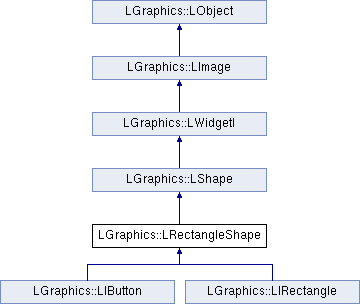 LGraphics::LObject
LGraphics::LImage
LGraphics::LWidgetI
LGraphics::LShape
LGraphics::LRectangleShape
LGraphics::LIButton
LGraphics::LIRectangle